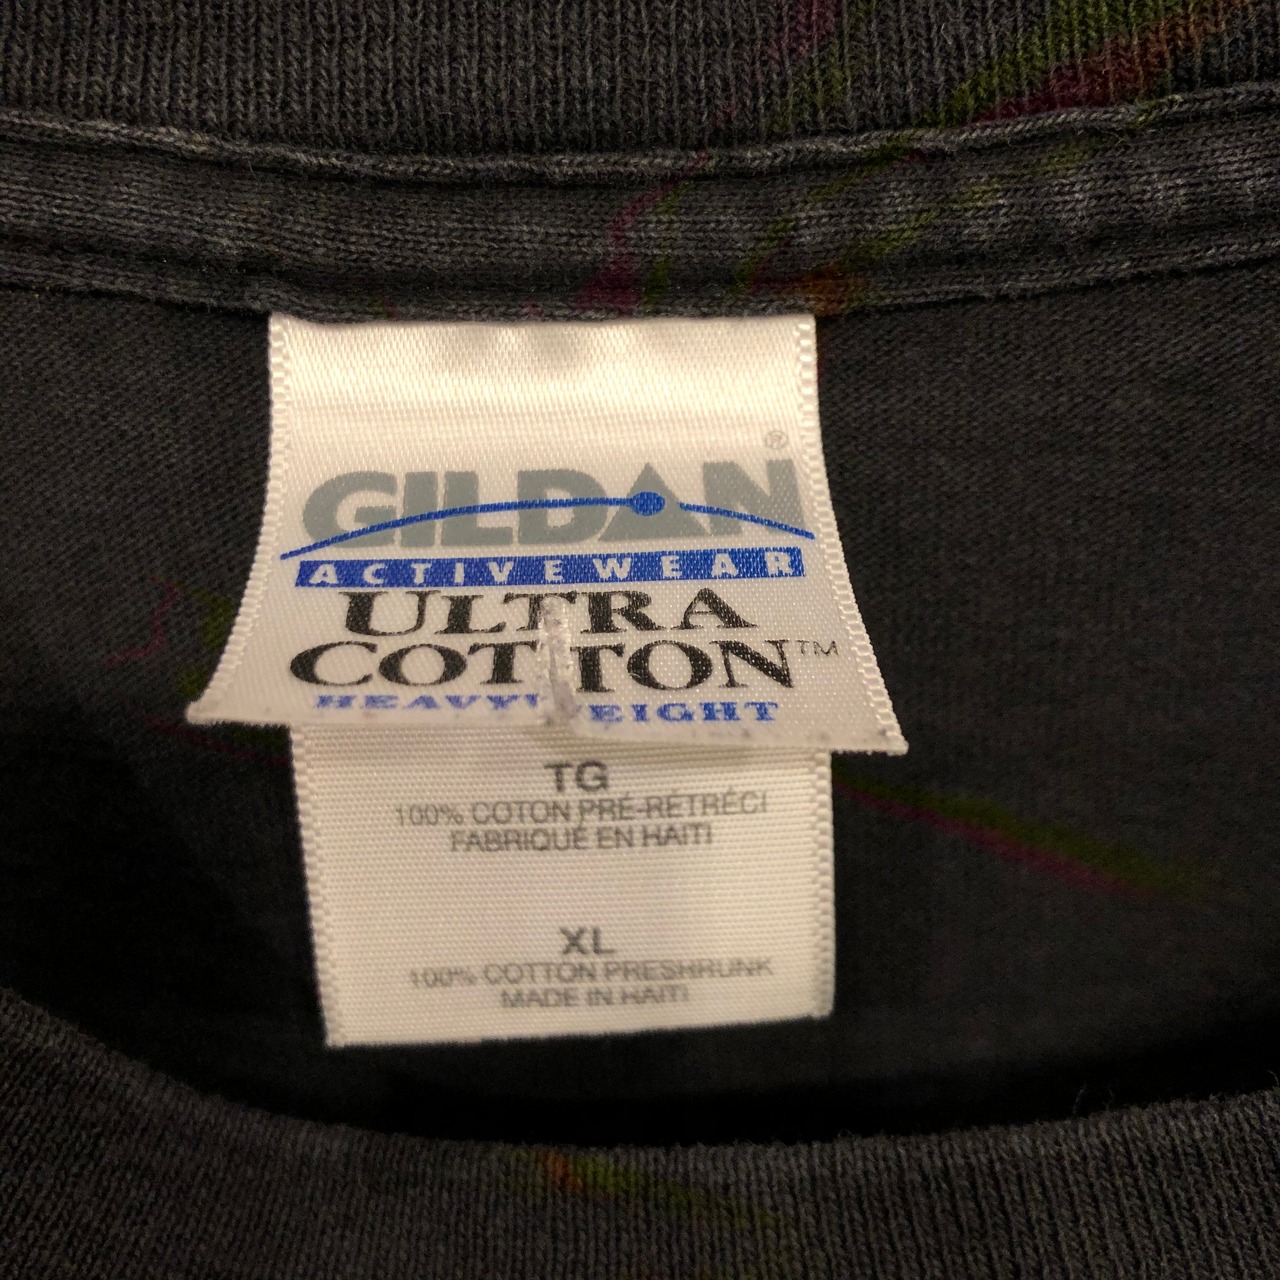 GILDAN®
ACTIVEWEAR
ULTRA
COTTON™
HEAVYWEIGHT
TG
100% COTON PRÉ-RÉTRÉCI
FABRIQUÉ EN HAITI
XL
100% COTTON PRESHRUNK
MADE IN HAITI